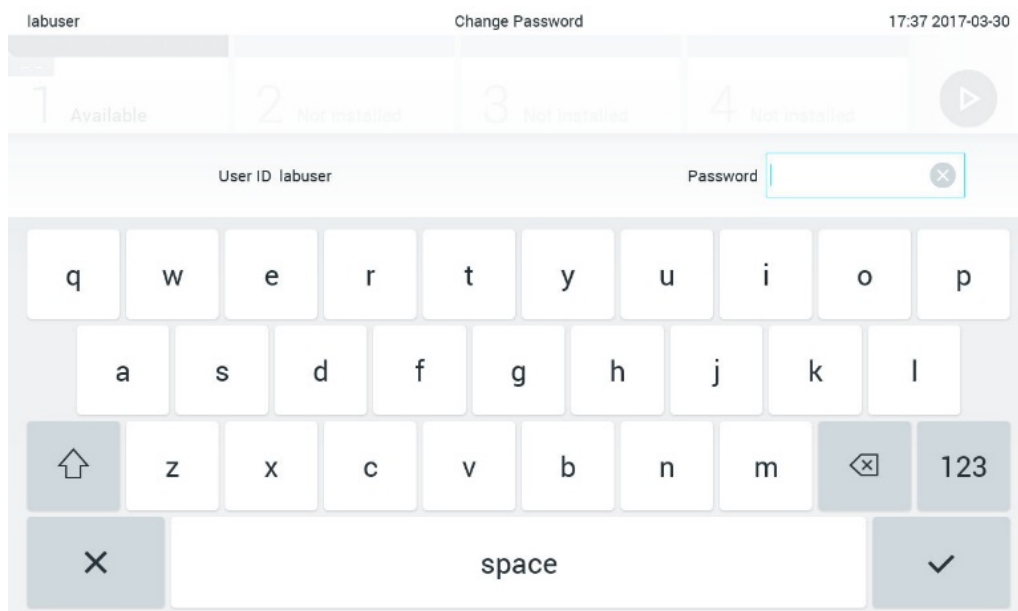 labuser Change Password 17:37 2017-03-30
1 Available 2 Not installed 3 Not installed 4 Not installed
User ID labuser Password
q w e r t y u i o p
a s d f g h j k l
z x c v b n m 123
space